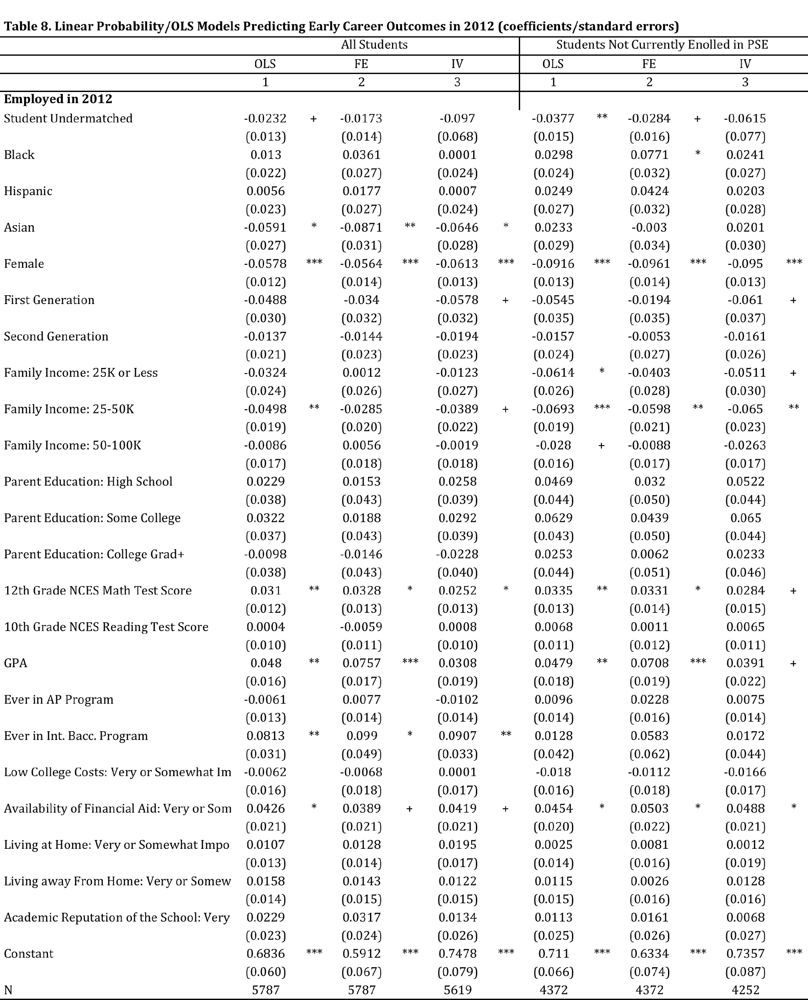 Table 8. Linear Probability/OLS Models Predicting Early Career Outcomes in 2012 (coefficients/standard errors)
All Students Students Not Currently Enolled in PSE
OLS FE IV OLS FE IV
1 2 3 1 2 3
Employed in 2012
Student Undermatched -0.0232 + -0.0173 -0.097 -0.0377 ** -0.0284 + -0.0615
(0.013) (0.014) (0.068) (0.015) (0.016) (0.077)
Black 0.013 0.0361 0.0001 0.0298 0.0771 * 0.0241
(0.022) (0.027) (0.024) (0.024) (0.032) (0.027)
Hispanic 0.0056 0.0177 0.0007 0.0249 0.0424 0.0203
(0.023) (0.027) (0.024) (0.027) (0.032) (0.028)
Asian -0.0591 * -0.0871 ** -0.0646 * 0.0233 -0.003 0.0201
(0.027) (0.031) (0.028) (0.029) (0.034) (0.030)
Female -0.0578 *** -0.0564 *** -0.0613 *** -0.0916 *** -0.0961 *** -0.095 ***
(0.012) (0.014) (0.013) (0.013) (0.014) (0.013)
First Generation -0.0488 -0.034 -0.0578 + -0.0545 -0.0194 -0.061 +
(0.030) (0.032) (0.032) (0.035) (0.035) (0.037)
Second Generation -0.0137 -0.0144 -0.0194 -0.0157 -0.0053 -0.0161
(0.021) (0.023) (0.023) (0.024) (0.027) (0.026)
Family Income: 25K or Less -0.0324 0.0012 -0.0123 -0.0614 * -0.0403 -0.0511 +
(0.024) (0.026) (0.027) (0.026) (0.028) (0.030)
Family Income: 25-50K -0.0498 ** -0.0285 -0.0389 + -0.0693 *** -0.0598 ** -0.065 **
(0.019) (0.020) (0.022) (0.019) (0.021) (0.023)
Family Income: 50-100K -0.0086 0.0056 -0.0019 -0.028 + -0.0088 -0.0263
(0.017) (0.018) (0.018) (0.016) (0.017) (0.017)
Parent Education: High School 0.0229 0.0153 0.0258 0.0469 0.032 0.0522
(0.038) (0.043) (0.039) (0.044) (0.050) (0.044)
Parent Education: Some College 0.0322 0.0188 0.0292 0.0629 0.0439 0.065
(0.037) (0.043) (0.039) (0.043) (0.050) (0.044)
Parent Education: College Grad+ -0.0098 -0.0146 -0.0228 0.0253 0.0062 0.0233
(0.038) (0.043) (0.040) (0.044) (0.051) (0.046)
12th Grade NCES Math Test Score 0.031 ** 0.0328 * 0.0252 * 0.0335 ** 0.0331 * 0.0284 +
(0.012) (0.013) (0.013) (0.013) (0.014) (0.015)
10th Grade NCES Reading Test Score 0.0004 -0.0059 0.0008 0.0068 0.0011 0.0065
(0.010) (0.011) (0.010) (0.011) (0.012) (0.011)
GPA 0.048 ** 0.0757 *** 0.0308 0.0479 ** 0.0708 *** 0.0391 +
(0.016) (0.017) (0.019) (0.018) (0.019) (0.022)
Ever in AP Program -0.0061 0.0077 -0.0102 0.0096 0.0228 0.0075
(0.013) (0.014) (0.014) (0.014) (0.016) (0.014)
Ever in Int. Bacc. Program 0.0813 ** 0.099 * 0.0907 ** 0.0128 0.0583 0.0172
(0.031) (0.049) (0.033) (0.042) (0.062) (0.044)
Low College Costs: Very or Somewhat Im -0.0062 -0.0068 0.0001 -0.018 -0.0112 -0.0166
(0.016) (0.018) (0.017) (0.016) (0.018) (0.017)
Availability of Financial Aid: Very or Som 0.0426 * 0.0389 + 0.0419 + 0.0454 * 0.0503 * 0.0488 *
(0.021) (0.021) (0.021) (0.020) (0.022) (0.021)
Living at Home: Very or Somewhat Impo 0.0107 0.0128 0.0195 0.0025 0.0081 0.0012
(0.013) (0.014) (0.017) (0.014) (0.016) (0.019)
Living away From Home: Very or Somew 0.0158 0.0143 0.0122 0.0115 0.0026 0.0128
(0.014) (0.015) (0.015) (0.015) (0.016) (0.016)
Academic Reputation of the School: Very 0.0229 0.0317 0.0134 0.0113 0.0161 0.0068
(0.023) (0.024) (0.026) (0.025) (0.026) (0.027)
Constant 0.6836 *** 0.5912 *** 0.7478 *** 0.711 *** 0.6334 *** 0.7357 ***
(0.060) (0.067) (0.079) (0.066) (0.074) (0.087)
N 5787 5787 5619 4372 4372 4252